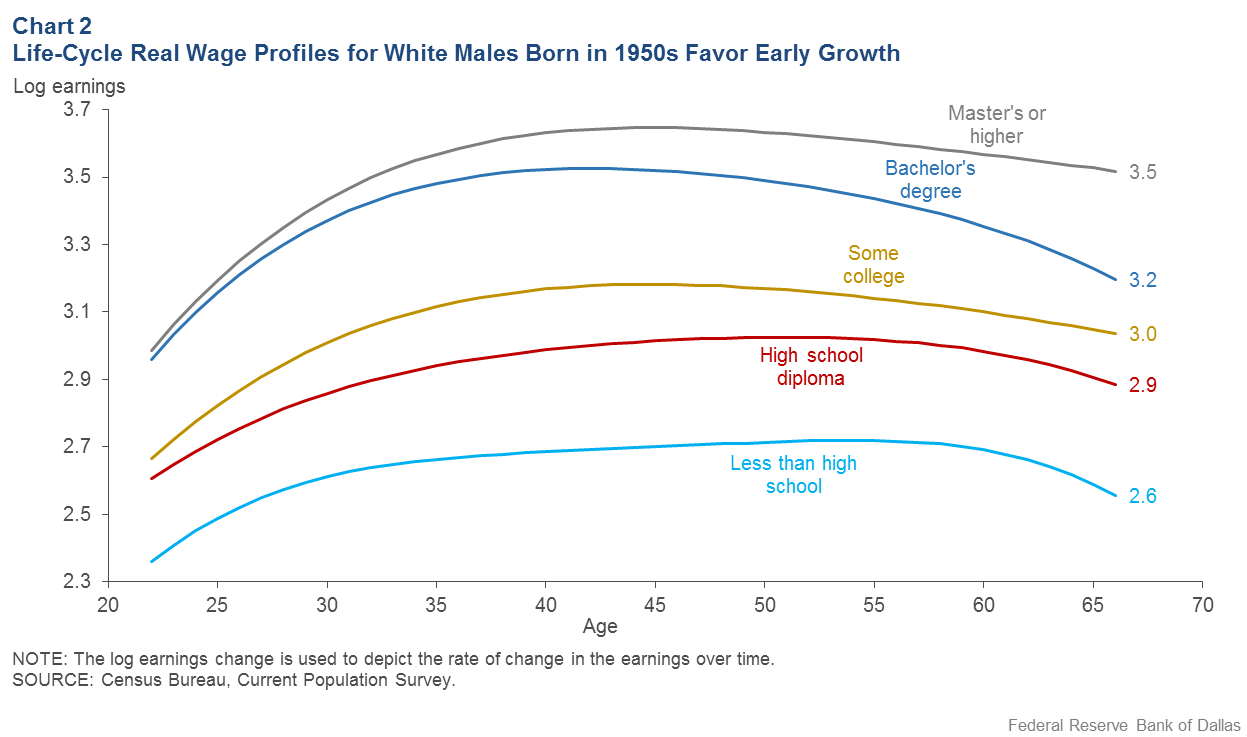 Chart 2
Life-Cycle Real Wage Profiles for White Males Born in 1950s Favor Early Growth
Log earnings
3.7
3.5
3.3
3.1
2.9
2.7
2.5
2.3
Master's or
higher
3.5
Bachelor's
degree
3.2
Some
college
3.0
High school
diploma
2.9
Less than high
school
2.6
20 25 30 35 40 45 50 55 60 65 70
Age
NOTE: The log earnings change is used to depict the rate of change in the earnings over time.
SOURCE: Census Bureau, Current Population Survey.
Federal Reserve Bank of Dallas